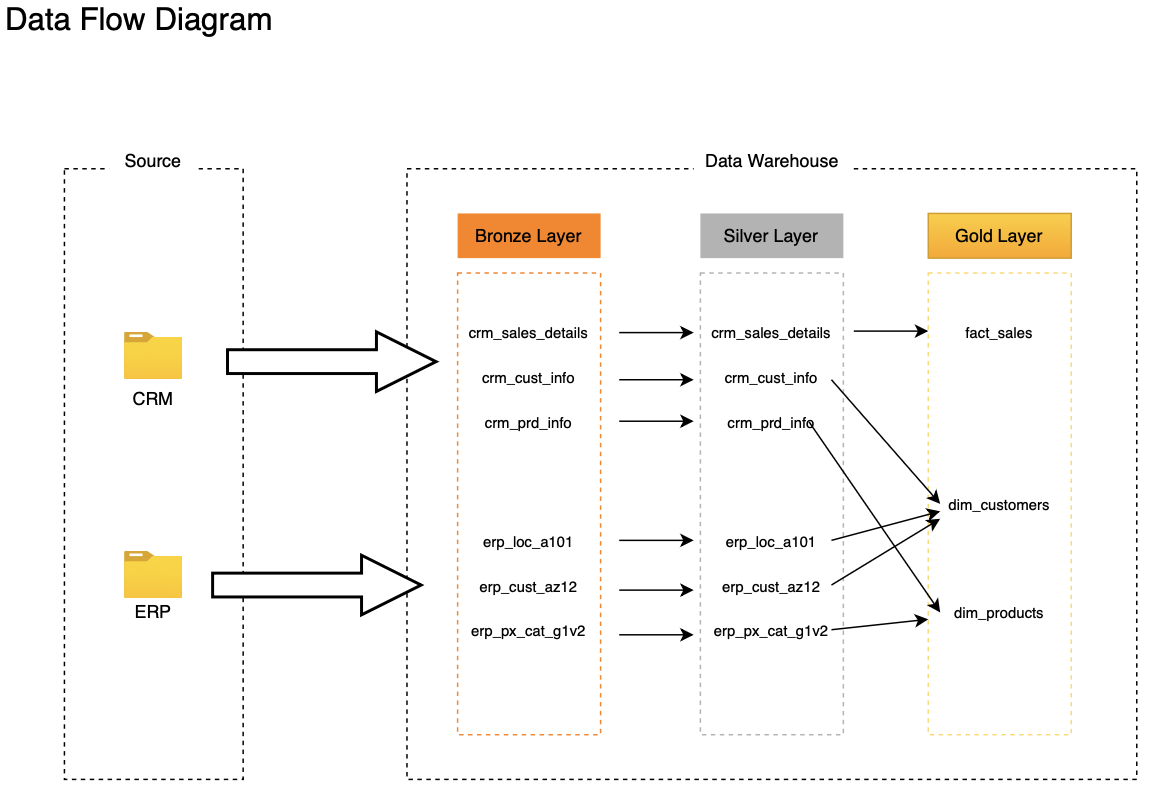 Data Flow Diagram
Source
Data Warehouse
Bronze Layer
Silver Layer
Gold Layer
CRM
ERP
crm_sales_details
crm_cust_info
crm_prd_info
erp_loc_a101
erp_cust_az12
erp_px_cat_g1v2
crm_sales_details
crm_cust_info
crm_prd_info
erp_loc_a101
erp_cust_az12
erp_px_cat_g1v2
fact_sales
dim_customers
dim_products